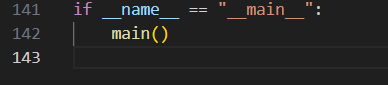 141 if __name__ == "__main__":
142     main()
143